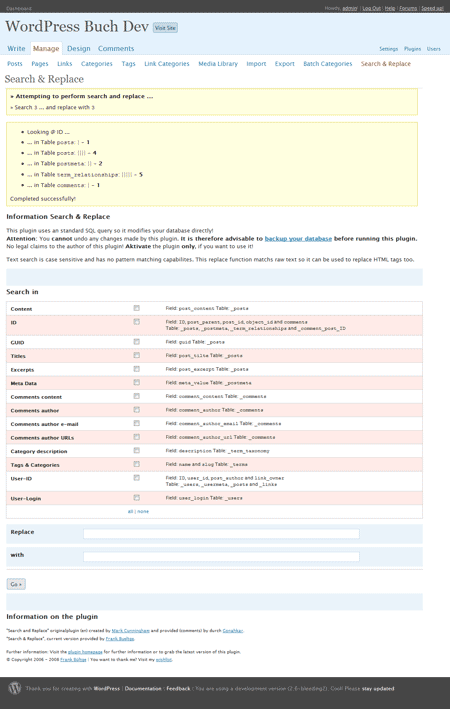 Dashboard
Howdy, admin! | Log Out | Help | Forums | Speed up!
WordPress Buch Dev Visit Site
Write Manage Design Comments
Settings Plugins Users
Posts Pages Links Categories Tags Link Categories Media Library Import Export Batch Categories Search & Replace
Search & Replace
» Attempting to perform search and replace ...
» Search 3 ... and replace with 3
• Looking @ ID ...
• ... in Table posts: | - 1
• ... in Table posts: |||| - 4
• ... in Table postmeta: || - 2
• ... in Table term_relationships: ||||| - 5
• ... in Table comments: | - 1
Completed successfully!
Information Search & Replace
This plugin uses an standard SQL query so it modifies your database directly!
Attention: You cannot undo any changes made by this plugin. It is therefore advisable to backup your database before running this plugin.
No legal claims to the author of this plugin! Aktivate the plugin only, if you want to use it!
Text search is case sensitive and has no pattern matching capabilites. This replace function matchs raw text so it can be used to replace HTML tags too.
Search in
Content Field: post_content Table: _posts
ID Field: ID, post_parent, post_id, object_id and comments
Table: _posts, _postmeta, _term_relationships and _comment_post_ID
GUID Field: guid Table: _posts
Titles Field: post_title Table: _posts
Excerpts Field: post_excerpt Table: _posts
Meta Data Field: meta_value Table: _postmeta
Comments content Field: comment_content Table: _comments
Comments author Field: comment_author Table: _comments
Comments author e-mail Field: comment_author_email Table: _comments
Comments author URLs Field: comment_author_url Table: _comments
Category description Field: description Table: _term_taxonomy
Tags & Categories Field: name and slug Table: _terms
User-ID Field: ID, user_id, post_author and link_owner
Table: _users, _usermeta, _posts and _links
User-Login Field: user_login Table: _users
all | none
Replace
with
Go »
Information on the plugin
"Search and Replace" originalplugin (en) created by Mark Cunningham and provided (comments) by durch Gonahkar.
"Search & Replace", current version provided by Frank Bueltge.
Further information: Visit the plugin homepage for further information or to grab the latest version of this plugin.
© Copyright 2006 - 2008 Frank Bültge | You want to thank me? Visit my wishlist.
Thank you for creating with WordPress | Documentation | Feedback | You are using a development version (2.6-bleeding2). Cool! Please stay updated.